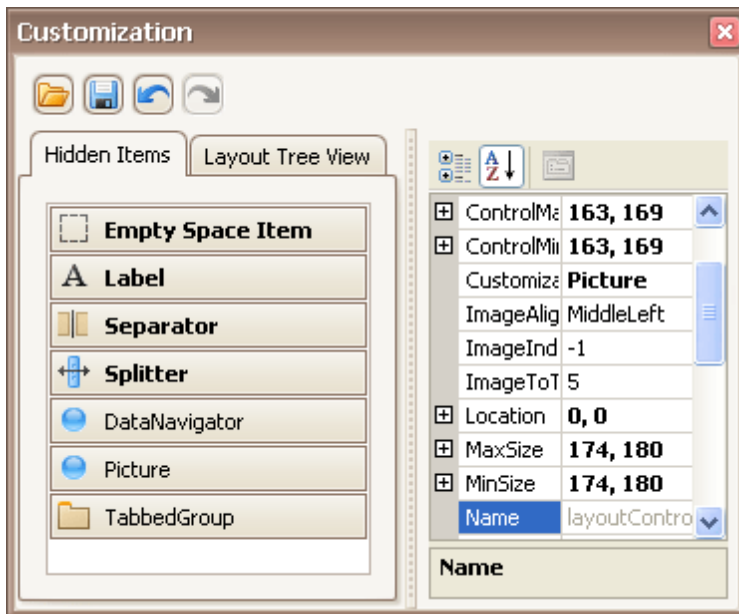 Customization
Hidden Items Layout Tree View
Empty Space Item
A Label
Separator
Splitter
DataNavigator
Picture
TabbedGroup
A
Z
ControlMa 163, 169
ControlMi 163, 169
Customiza Picture
ImageAlig MiddleLeft
ImageInd -1
ImageToT 5
Location 0, 0
MaxSize 174, 180
MinSize 174, 180
Name layoutContro
Name